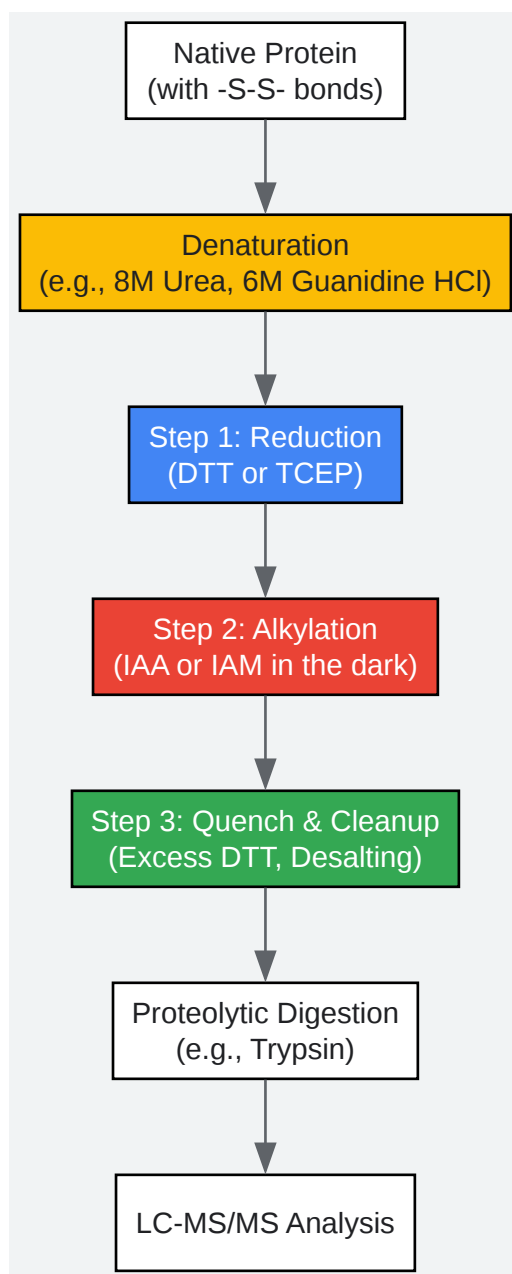 Native Protein
(with -S-S- bonds)
Denaturation
(e.g., 8M Urea, 6M Guanidine HCl)
Step 1: Reduction
(DTT or TCEP)
Step 2: Alkylation
(IAA or IAM in the dark)
Step 3: Quench & Cleanup
(Excess DTT, Desalting)
Proteolytic Digestion
(e.g., Trypsin)
LC-MS/MS Analysis